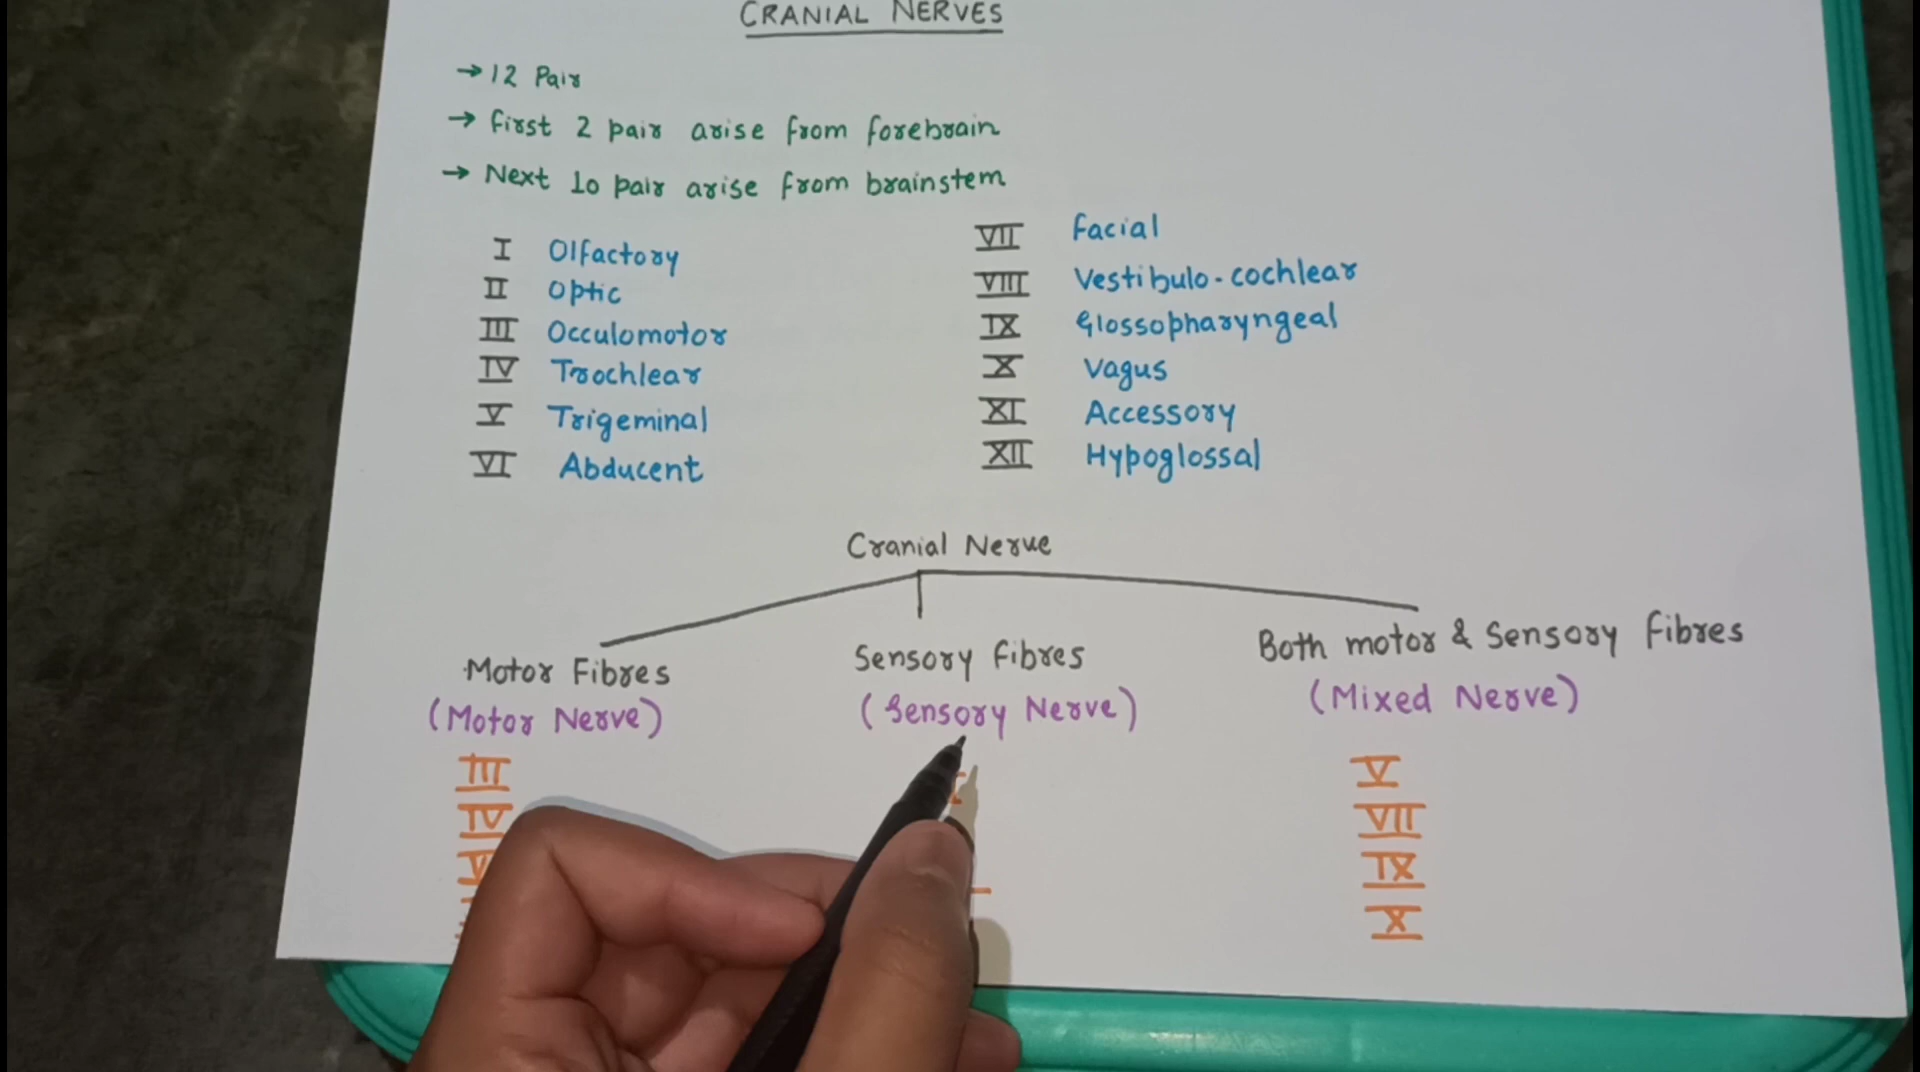 CRANIAL NERVES
→ 12 Pair
→ first 2 pair arise from forebrain
→ Next 10 pair arise from brainstem
I Olfactory
II Optic
III Occulomotor
IV Trochlear
V Trigeminal
VI Abducent
VII facial
VIII Vestibulo-cochlear
IX Glossopharyngeal
X Vagus
XI Accessory
XII Hypoglossal
Cranial Nerve
Motor Fibres
(Motor Nerve)
III
IV
Sensory fibres
(Sensory Nerve)
Both motor & Sensory fibres
(Mixed Nerve)
V
VII
IX
X